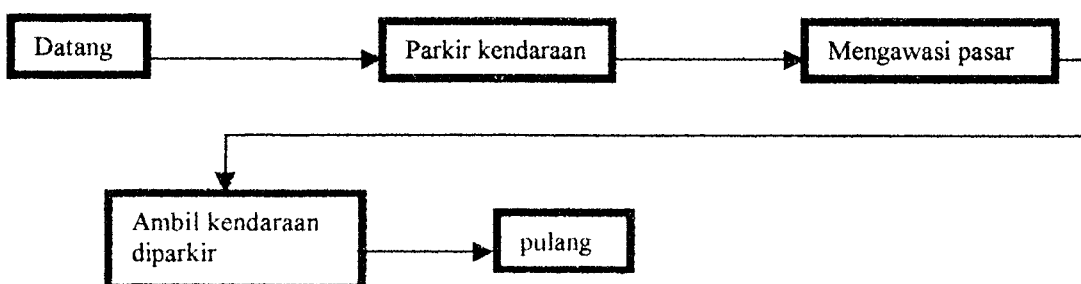 Datang
Parkir kendaraan
Mengawasi pasar
Ambil kendaraan
diparkir
pulang